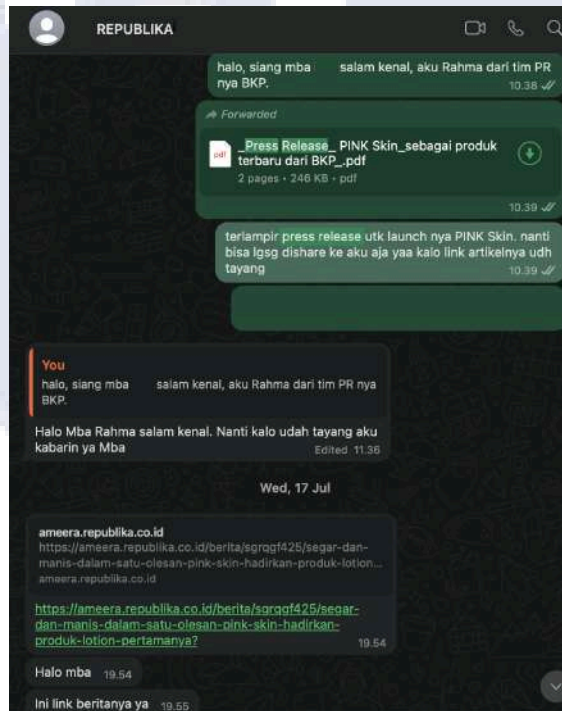 REPUBLIKA
halo, siang mba salam kenal, aku Rahma dari tim PR
nya BKP.
10.38
Forwarded
pdf
_Press Release_ PINK Skin_sebagai produk
terbaru dari BKP_.pdf
2 pages • 246 KB • pdf
10.39
terlampir press release utk launch nya PINK Skin. nanti
bisa lgsg dishare ke aku aja yaa kalo link artikelnya udh
tayang
10.39
You
halo, siang mba salam kenal, aku Rahma dari tim PR nya
BKP.
Halo Mba Rahma salam kenal. Nanti kalo udah tayang aku
kabarin ya Mba
Edited 11.36
Wed, 17 Jul
ameera.republika.co.id
https://ameera.republika.co.id/berita/sgrqgf425/segar-dan-
manis-dalam-satu-olesan-pink-skin-hadirkan-produk-lotion...
ameera.republika.co.id
https://ameera.republika.co.id/berita/sgrqgf425/segar-
dan-manis-dalam-satu-olesan-pink-skin-hadirkan-
produk-lotion-pertamanya?
19.54
Halo mba 19.54
Ini link beritanya ya 19.55